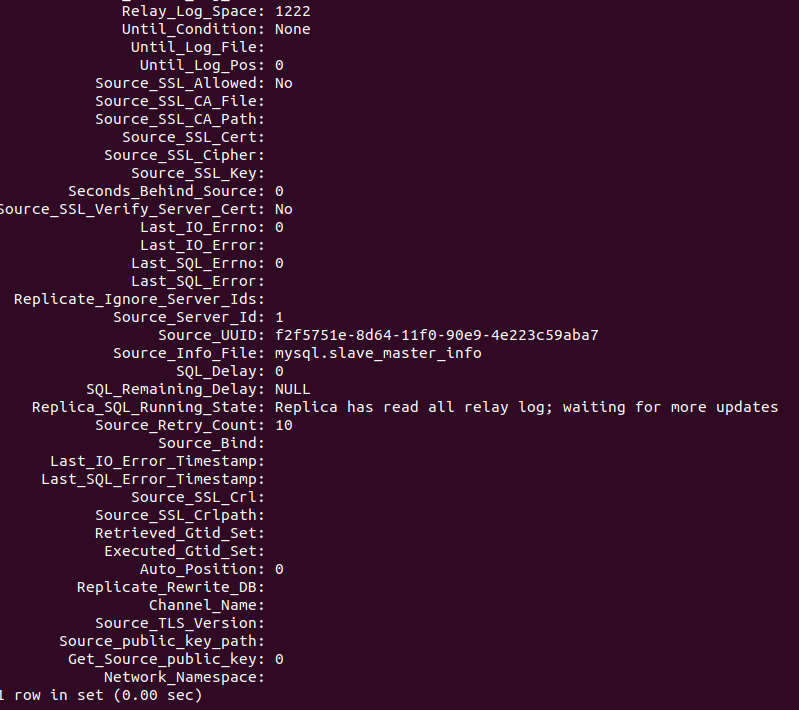 Relay_Log_Space: 1222
Until_Condition: None
Until_Log_File:
Until_Log_Pos: 0
Source_SSL_Allowed: No
Source_SSL_CA_File:
Source_SSL_CA_Path:
Source_SSL_Cert:
Source_SSL_Cipher:
Source_SSL_Key:
Seconds_Behind_Source: 0
Source_SSL_Verify_Server_Cert: No
Last_IO_Errno: 0
Last_IO_Error:
Last_SQL_Errno: 0
Last_SQL_Error:
Replicate_Ignore_Server_Ids:
Source_Server_Id: 1
Source_UUID: f2f5751e-8d64-11f0-90e9-4e223c59aba7
Source_Info_File: mysql.slave_master_info
SQL_Delay: 0
SQL_Remaining_Delay: NULL
Replica_SQL_Running_State: Replica has read all relay log; waiting for more updates
Source_Retry_Count: 10
Source_Bind:
Last_IO_Error_Timestamp:
Last_SQL_Error_Timestamp:
Source_SSL_Crl:
Source_SSL_Crlpath:
Retrieved_Gtid_Set:
Executed_Gtid_Set:
Auto_Position: 0
Replicate_Rewrite_DB:
Channel_Name:
Source_TLS_Version:
Source_public_key_path:
Get_Source_public_key: 0
Network_Namespace:
1 row in set (0.00 sec)